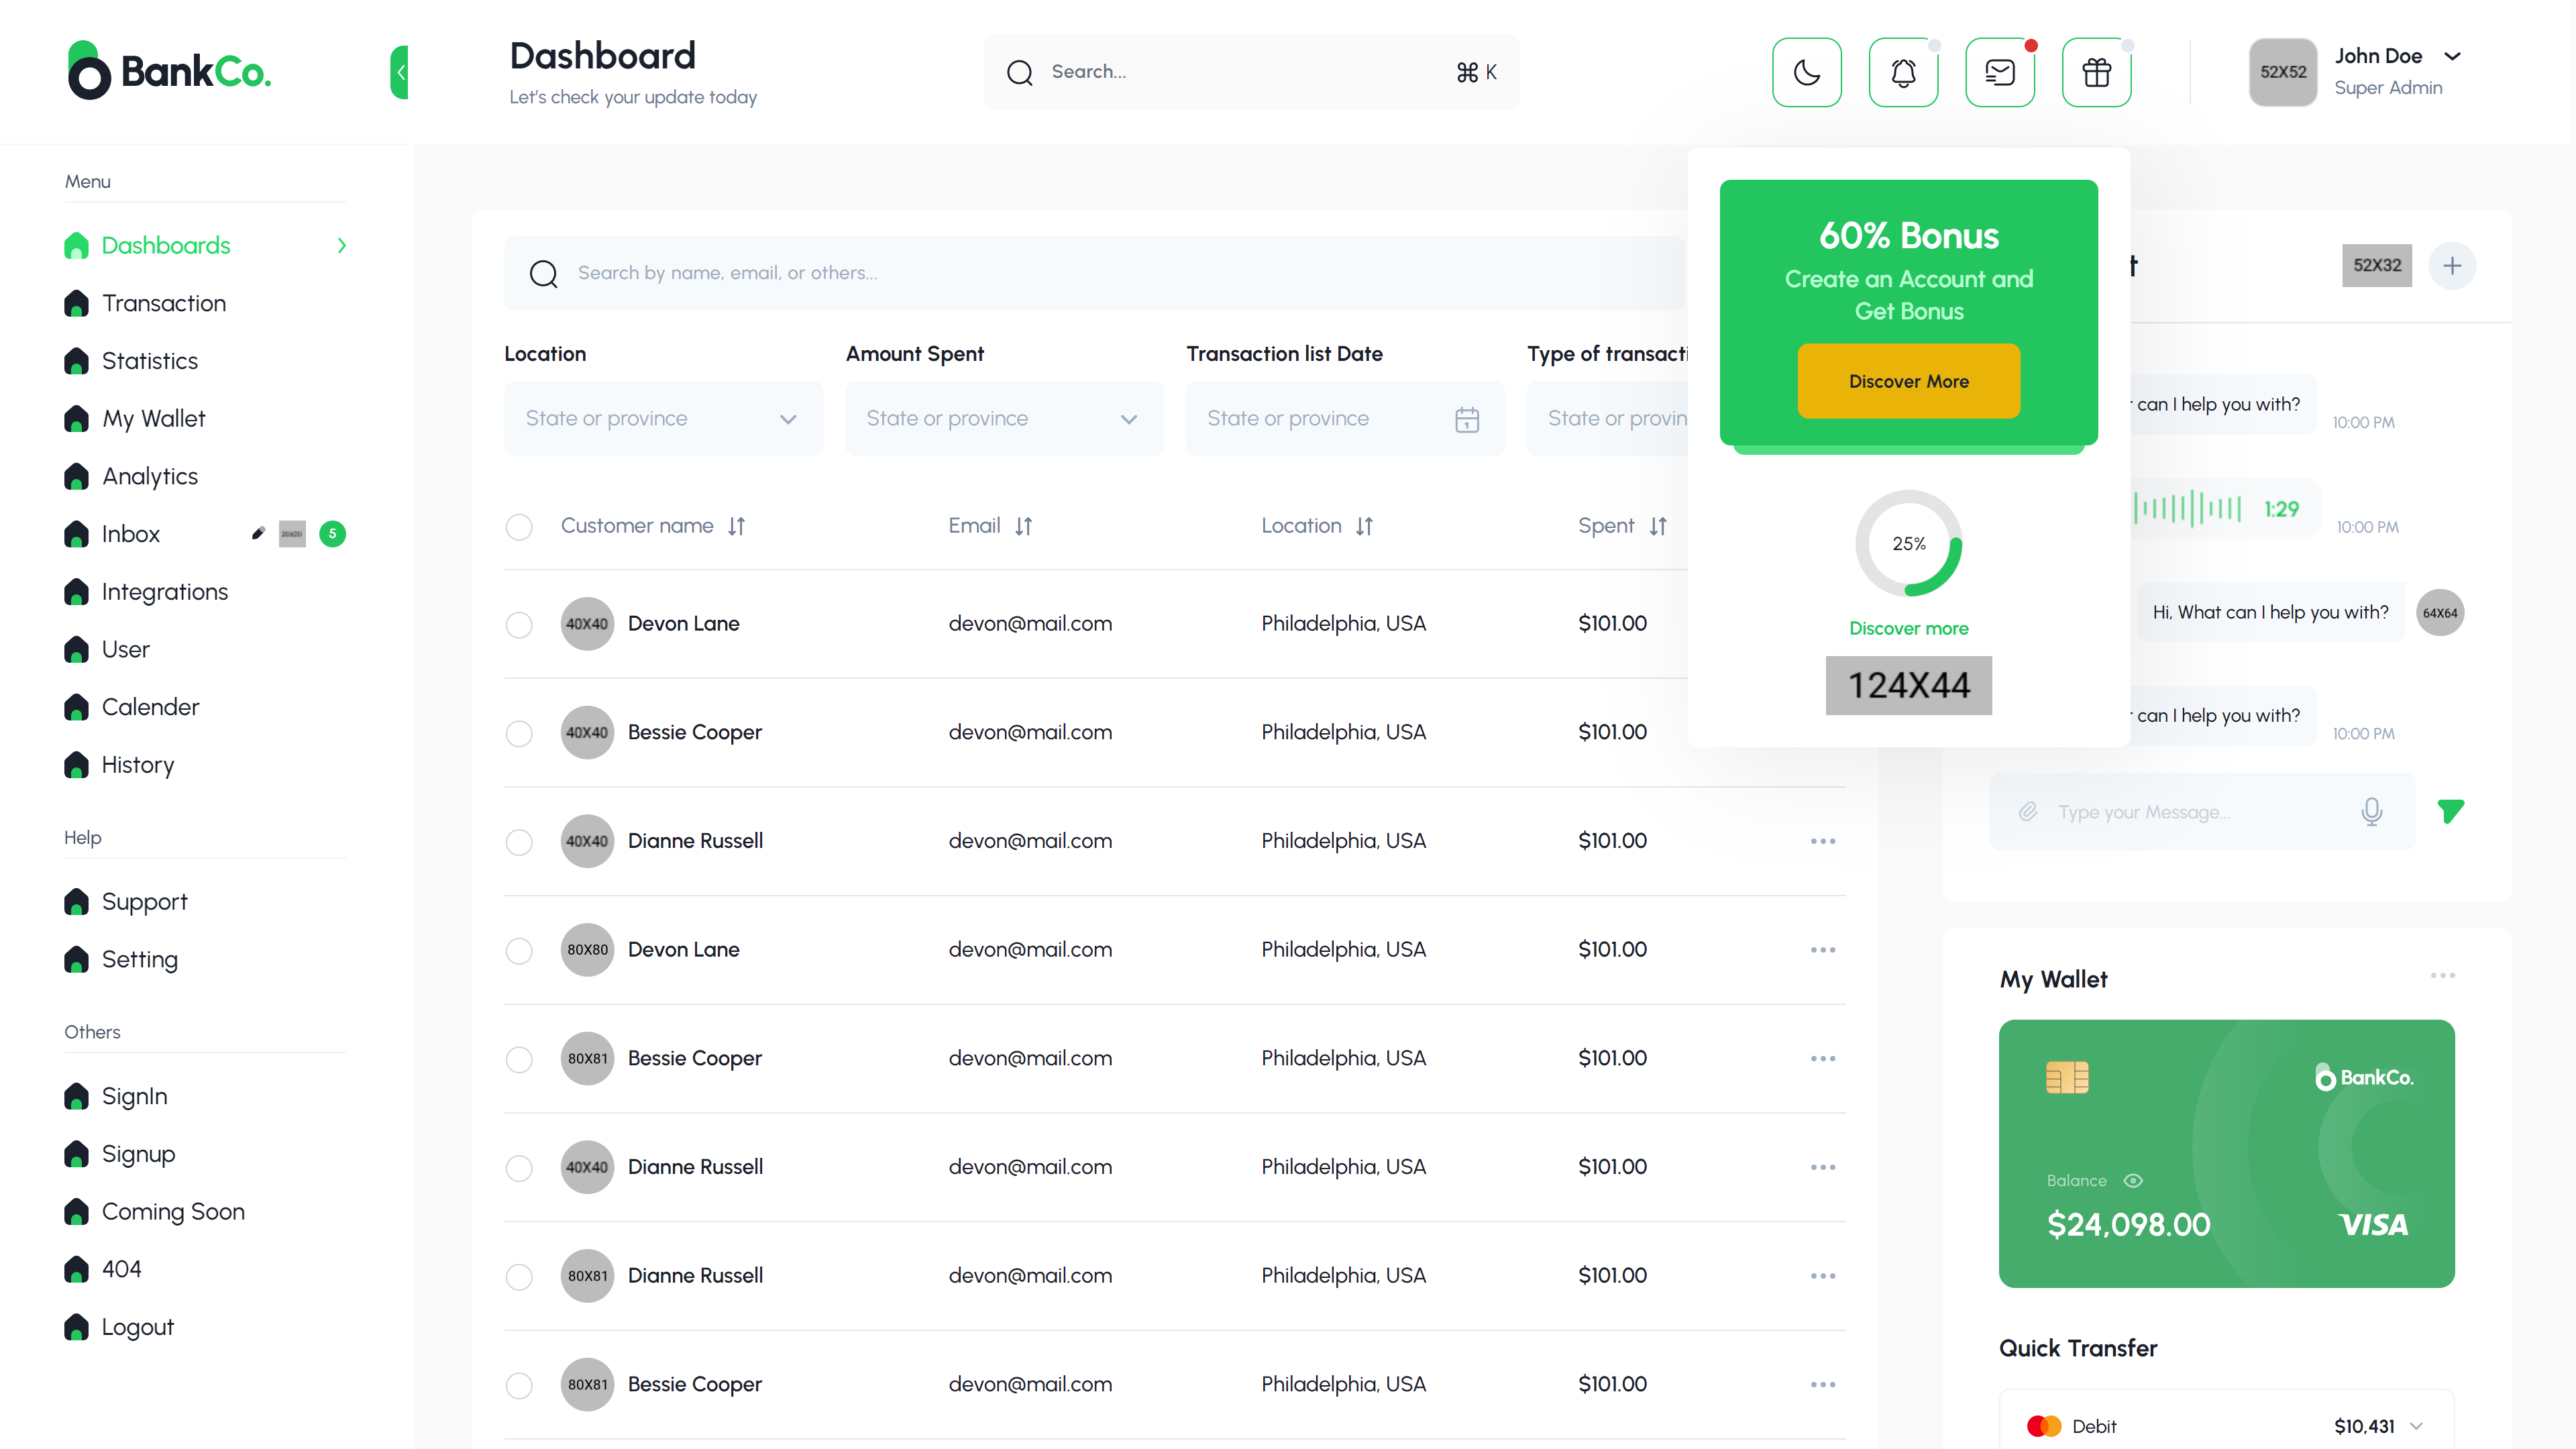 BankCo.
Dashboard
Let's check your update today
Search...
⌘ K
52X52
John Doe
Super Admin
Menu
Dashboards
Transaction
Statistics
My Wallet
Analytics
Inbox
20x20
5
Integrations
User
Calender
History
Help
Support
Setting
Others
SignIn
Signup
Coming Soon
404
Logout
Search by name, email, or others...
Location
Amount Spent
Transaction list Date
Type of transacti
State or province
State or province
State or province
State or provin
Customer name
Email
Location
Spent
40X40 Devon Lane devon@mail.com Philadelphia, USA $101.00
40X40 Bessie Cooper devon@mail.com Philadelphia, USA $101.00
40X40 Dianne Russell devon@mail.com Philadelphia, USA $101.00
80X80 Devon Lane devon@mail.com Philadelphia, USA $101.00
80X81 Bessie Cooper devon@mail.com Philadelphia, USA $101.00
40X40 Dianne Russell devon@mail.com Philadelphia, USA $101.00
80X81 Dianne Russell devon@mail.com Philadelphia, USA $101.00
80X81 Bessie Cooper devon@mail.com Philadelphia, USA $101.00
60% Bonus
Create an Account and
Get Bonus
Discover More
25%
Discover more
124X44
t
52X32
can I help you with?
10:00 PM
1:29
10:00 PM
Hi, What can I help you with?
64X64
can I help you with?
10:00 PM
Type your Message...
My Wallet
BankCo.
Balance
$24,098.00
VISA
Quick Transfer
Debit
$10,431